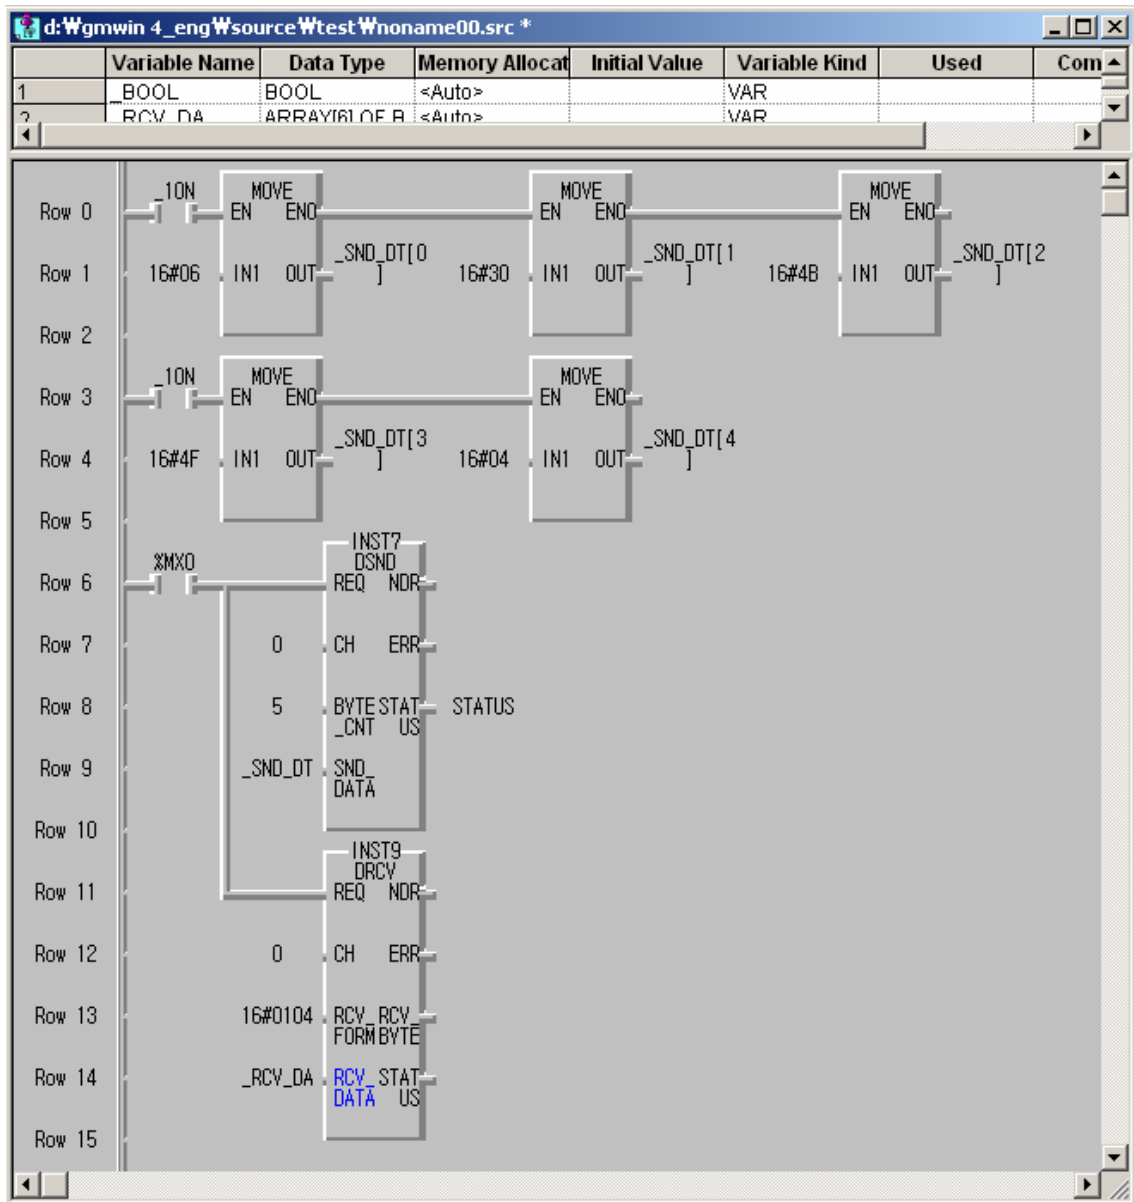 d:₩gmwin 4_eng₩source₩test₩noname00.src *
Variable Name Data Type Memory Allocat Initial Value Variable Kind Used Com
1 _BOOL BOOL <Auto> VAR
2 _RCV_DA ARRAY[6] OF B <Auto> VAR
_1ON MOVE MOVE MOVE
Row 0 EN ENO EN ENO EN ENO
_SND_DT[0 _SND_DT[1 _SND_DT[2
Row 1 16#06 IN1 OUT ] 16#30 IN1 OUT ] 16#4B IN1 OUT ]
Row 2
_1ON MOVE MOVE
Row 3 EN ENO EN ENO
_SND_DT[3 _SND_DT[4
Row 4 16#4F IN1 OUT ] 16#04 IN1 OUT ]
Row 5
INST7
%MX0 DSND
Row 6 REQ NDR
Row 7 0 CH ERR
Row 8 5 BYTE STAT STATUS
_CNT US
Row 9 _SND_DT SND_
DATA
Row 10
INST9
DRCV
Row 11 REQ NDR
Row 12 0 CH ERR
Row 13 16#0104 RCV_ RCV_
FORM BYTE
Row 14 _RCV_DA RCV_ STAT
DATA US
Row 15